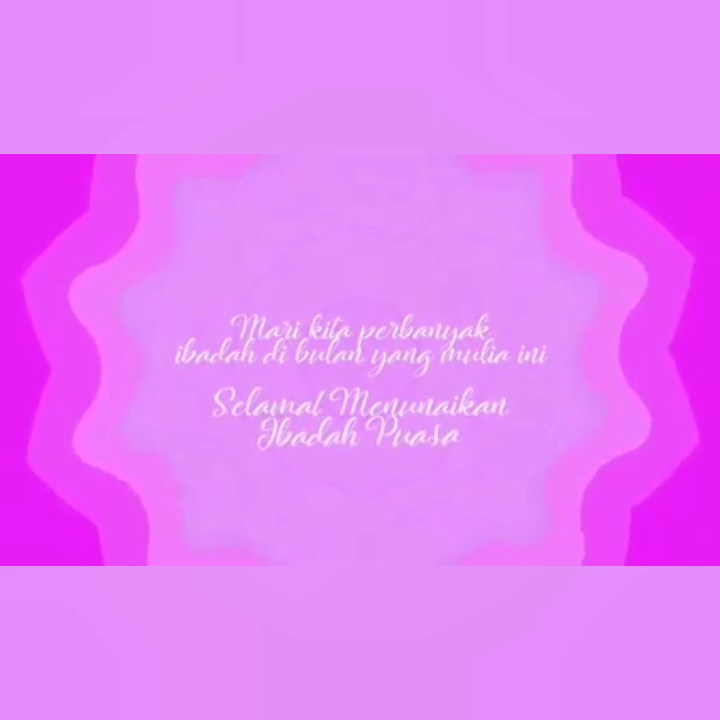 Mari kita perbanyak
ibadah di bulan yang mulia ini
Selamat Menunaikan
Ibadah Puasa